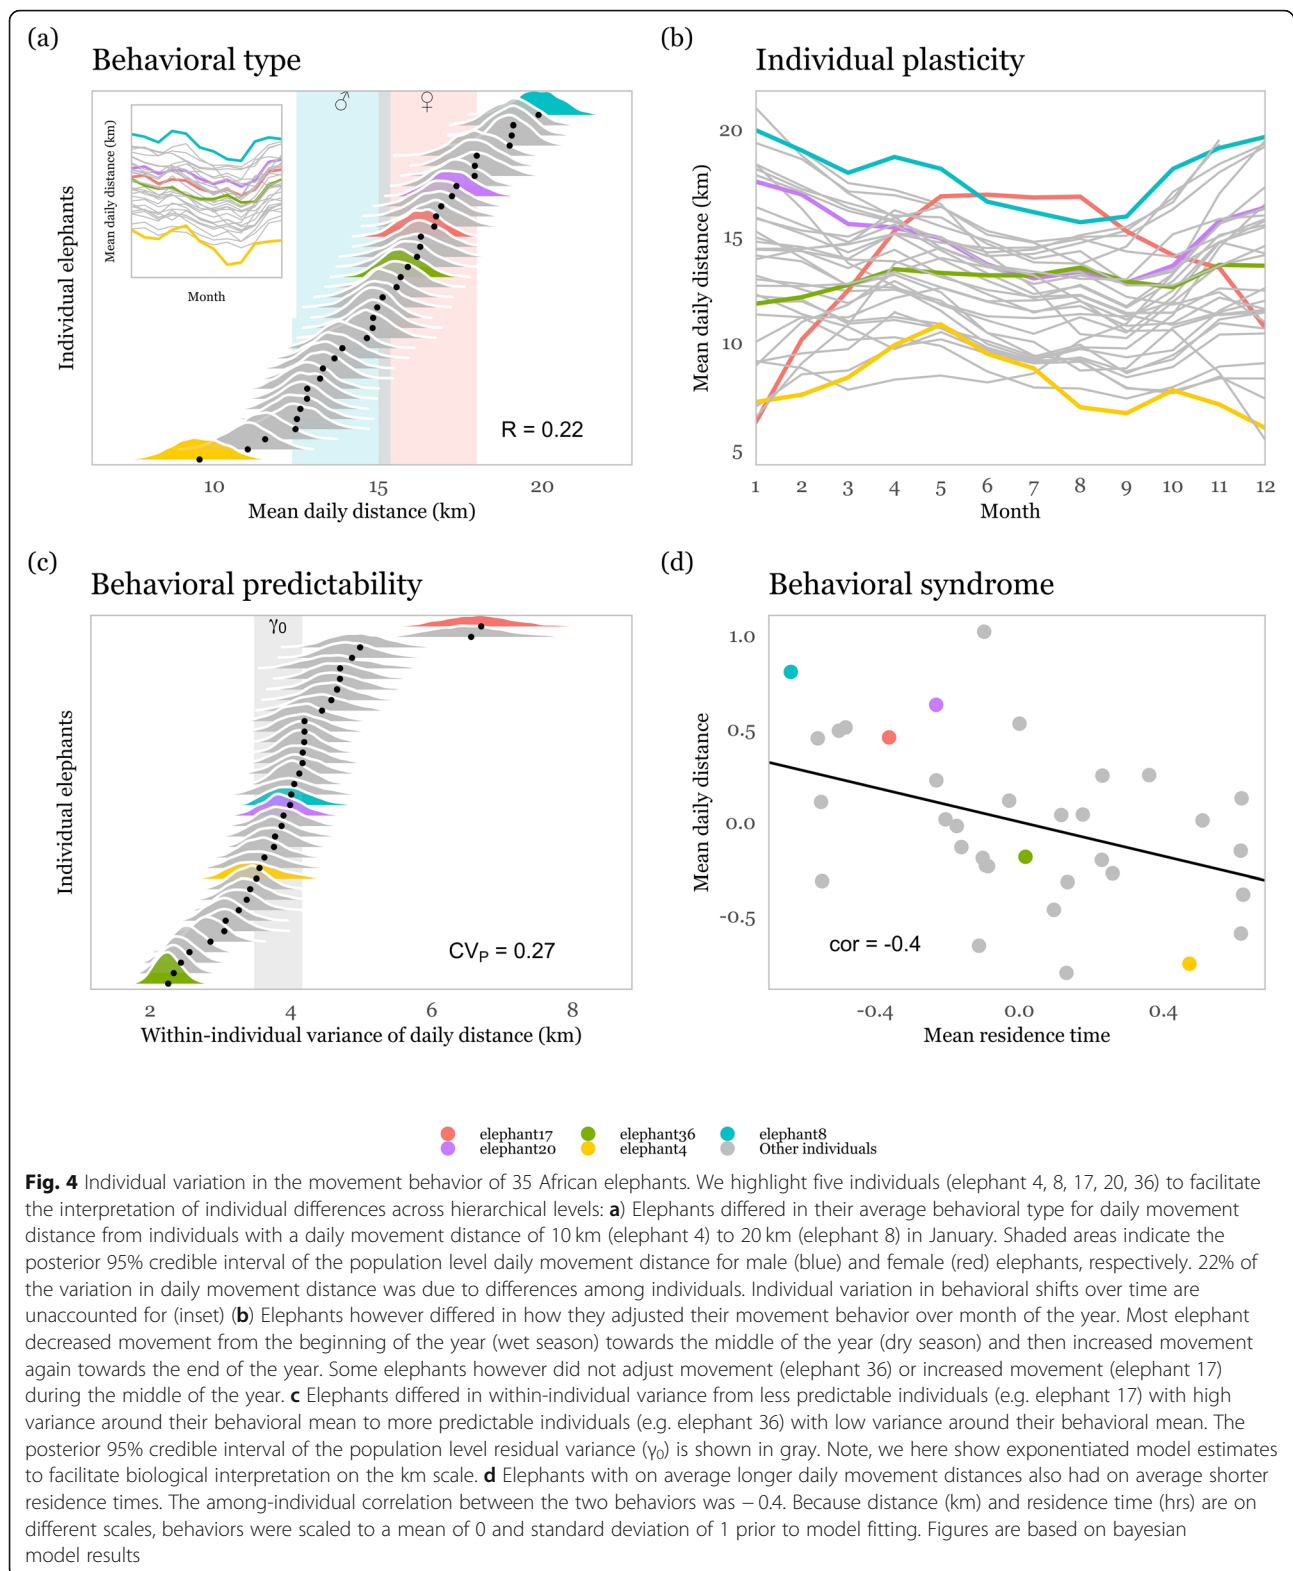 (a)
Behavioral type
♂
♀
Mean daily distance (km)
Month
Individual elephants
R = 0.22
10 15 20
Mean daily distance (km)
(b)
Individual plasticity
Mean daily distance (km)
20
15
10
5
1 2 3 4 5 6 7 8 9 10 11 12
Month
(c)
Behavioral predictability
γ0
Individual elephants
CVP = 0.27
2 4 6 8
Within-individual variance of daily distance (km)
(d)
Behavioral syndrome
Mean daily distance
1.0
0.5
0.0
-0.5
cor = -0.4
-0.4 0.0 0.4
Mean residence time
elephant17 elephant36 elephant8
elephant20 elephant4 Other individuals
Fig. 4 Individual variation in the movement behavior of 35 African elephants. We highlight five individuals (elephant 4, 8, 17, 20, 36) to facilitate
the interpretation of individual differences across hierarchical levels: a) Elephants differed in their average behavioral type for daily movement
distance from individuals with a daily movement distance of 10 km (elephant 4) to 20 km (elephant 8) in January. Shaded areas indicate the
posterior 95% credible interval of the population level daily movement distance for male (blue) and female (red) elephants, respectively. 22% of
the variation in daily movement distance was due to differences among individuals. Individual variation in behavioral shifts over time are
unaccounted for (inset) (b) Elephants however differed in how they adjusted their movement behavior over month of the year. Most elephant
decreased movement from the beginning of the year (wet season) towards the middle of the year (dry season) and then increased movement
again towards the end of the year. Some elephants however did not adjust movement (elephant 36) or increased movement (elephant 17)
during the middle of the year. c Elephants differed in within-individual variance from less predictable individuals (e.g. elephant 17) with high
variance around their behavioral mean to more predictable individuals (e.g. elephant 36) with low variance around their behavioral mean. The
posterior 95% credible interval of the population level residual variance (γ0) is shown in gray. Note, we here show exponentiated model estimates
to facilitate biological interpretation on the km scale. d Elephants with on average longer daily movement distances also had on average shorter
residence times. The among-individual correlation between the two behaviors was − 0.4. Because distance (km) and residence time (hrs) are on
different scales, behaviors were scaled to a mean of 0 and standard deviation of 1 prior to model fitting. Figures are based on bayesian
model results